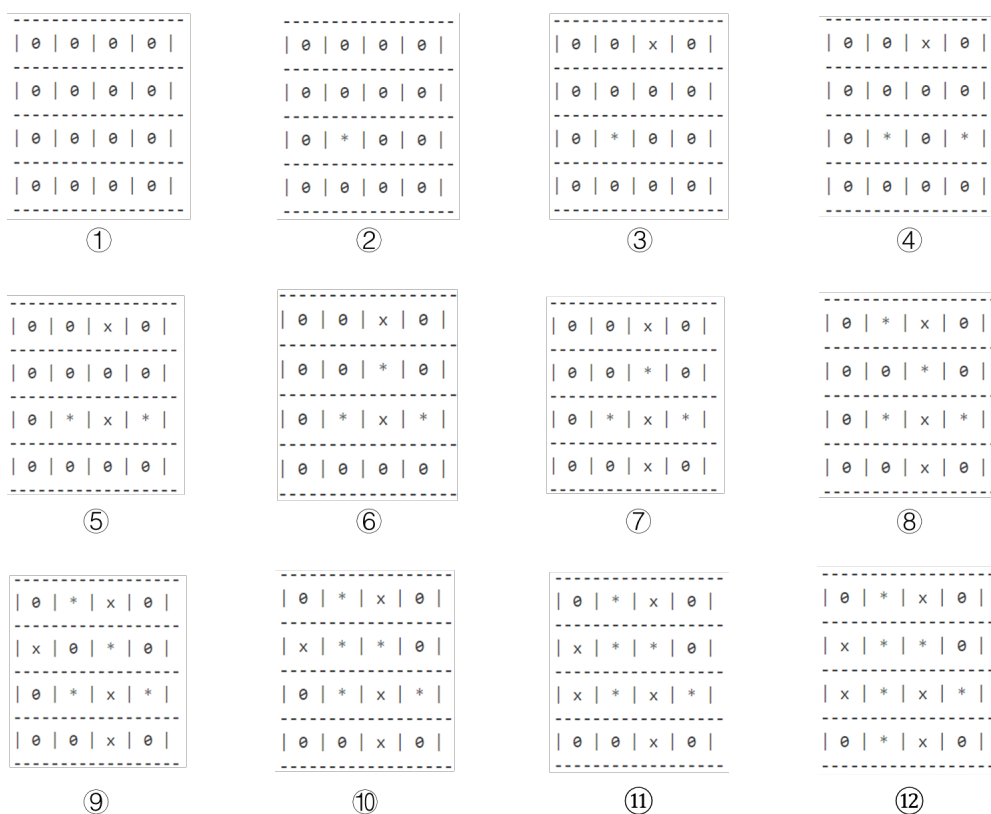 -------------------
| 0 | 0 | 0 | 0 |
-------------------
| 0 | 0 | 0 | 0 |
-------------------
| 0 | 0 | 0 | 0 |
-------------------
| 0 | 0 | 0 | 0 |
-------------------
①
-------------------
| 0 | 0 | 0 | 0 |
-------------------
| 0 | 0 | 0 | 0 |
-------------------
| 0 | * | 0 | 0 |
-------------------
| 0 | 0 | 0 | 0 |
-------------------
②
-------------------
| 0 | 0 | x | 0 |
-------------------
| 0 | 0 | 0 | 0 |
-------------------
| 0 | * | 0 | 0 |
-------------------
| 0 | 0 | 0 | 0 |
-------------------
③
-------------------
| 0 | 0 | x | 0 |
-------------------
| 0 | 0 | 0 | 0 |
-------------------
| 0 | * | 0 | * |
-------------------
| 0 | 0 | 0 | 0 |
-------------------
④
-------------------
| 0 | 0 | x | 0 |
-------------------
| 0 | 0 | 0 | 0 |
-------------------
| 0 | * | x | * |
-------------------
| 0 | 0 | 0 | 0 |
-------------------
⑤
-------------------
| 0 | 0 | x | 0 |
-------------------
| 0 | 0 | * | 0 |
-------------------
| 0 | * | x | * |
-------------------
| 0 | 0 | 0 | 0 |
-------------------
⑥
-------------------
| 0 | 0 | x | 0 |
-------------------
| 0 | 0 | * | 0 |
-------------------
| 0 | * | x | * |
-------------------
| 0 | 0 | x | 0 |
-------------------
⑦
-------------------
| 0 | * | x | 0 |
-------------------
| 0 | 0 | * | 0 |
-------------------
| 0 | * | x | * |
-------------------
| 0 | 0 | x | 0 |
-------------------
⑧
-------------------
| 0 | * | x | 0 |
-------------------
| x | 0 | * | 0 |
-------------------
| 0 | * | x | * |
-------------------
| 0 | 0 | x | 0 |
-------------------
⑨
-------------------
| 0 | * | x | 0 |
-------------------
| x | * | * | 0 |
-------------------
| 0 | * | x | * |
-------------------
| 0 | 0 | x | 0 |
-------------------
⑩
-------------------
| 0 | * | x | 0 |
-------------------
| x | * | * | 0 |
-------------------
| x | * | x | * |
-------------------
| 0 | 0 | x | 0 |
-------------------
⑪
-------------------
| 0 | * | x | 0 |
-------------------
| x | * | * | 0 |
-------------------
| x | * | x | * |
-------------------
| 0 | * | x | 0 |
-------------------
⑫